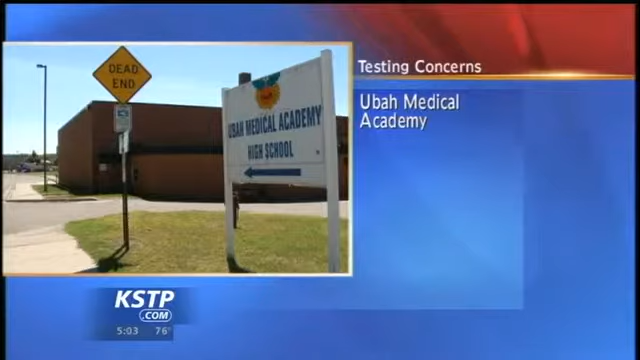 DEAD
END
UBAH MEDICAL ACADEMY
HIGH SCHOOL
Testing Concerns
Ubah Medical
Academy
KSTP
.COM
5:03 76°